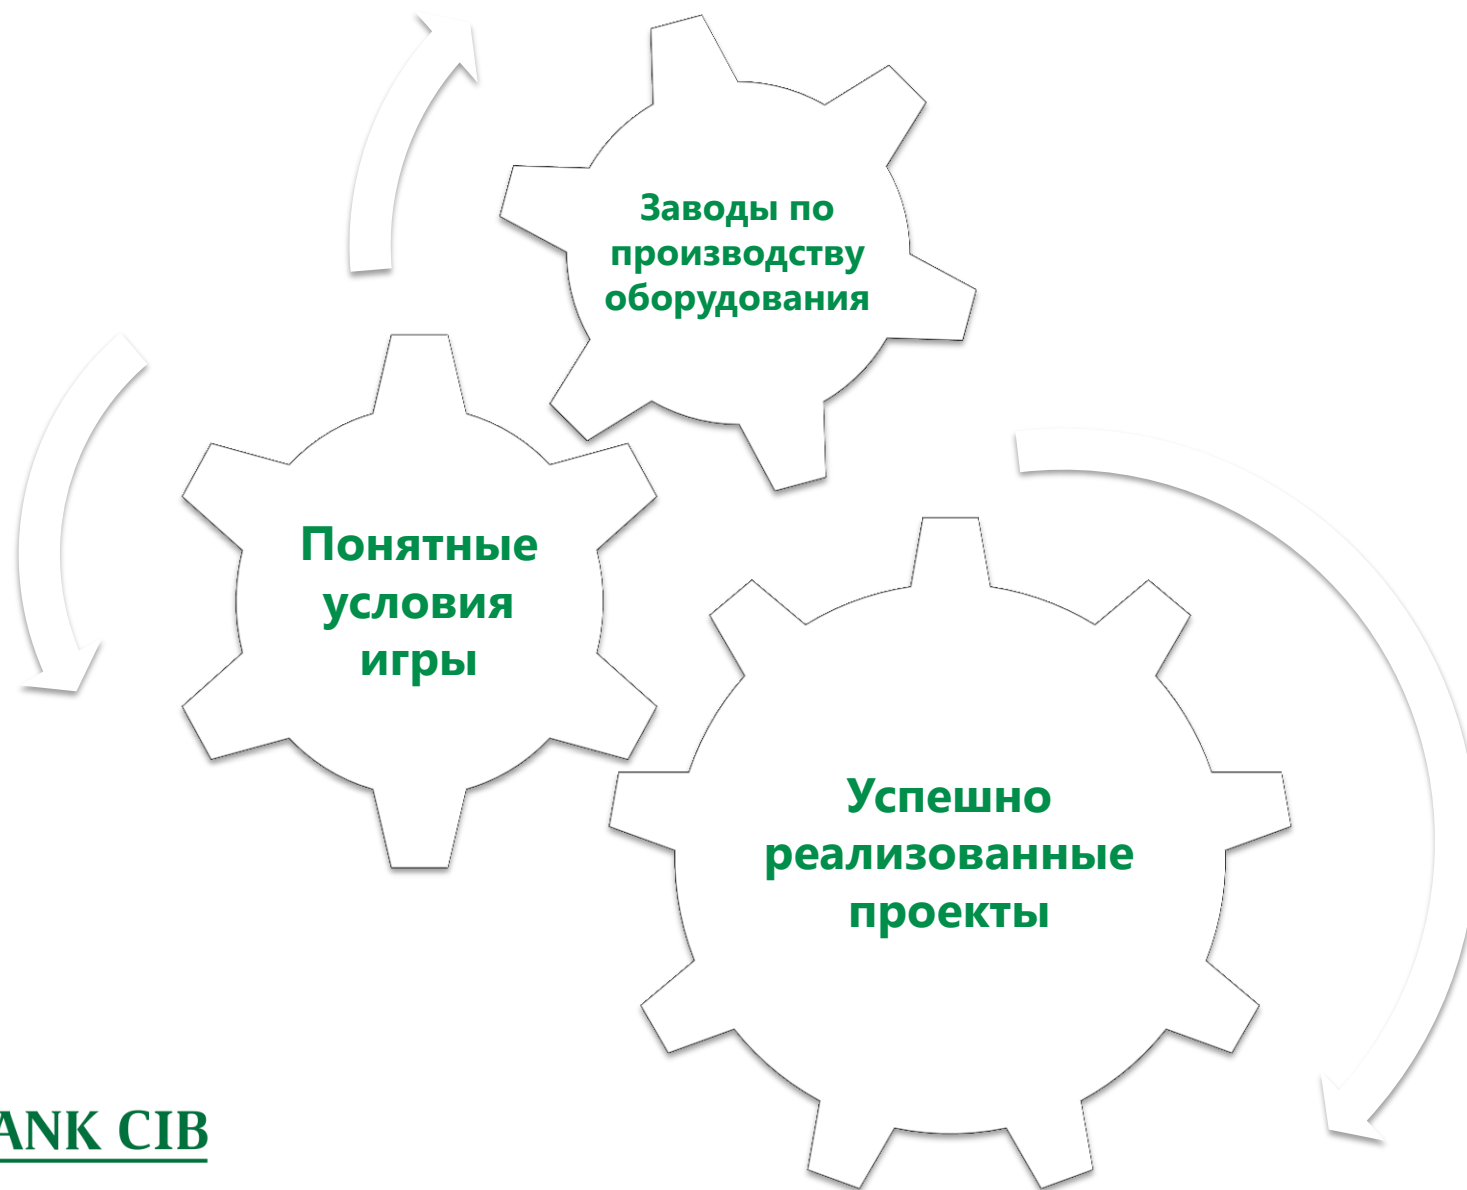 Заводы по
производству
оборудования
Понятные
условия
игры
Успешно
реализованные
проекты
ANK CIB